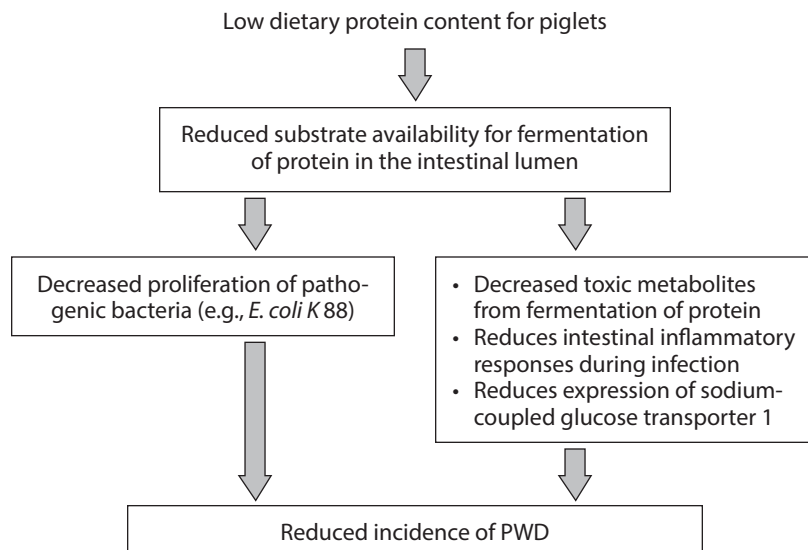 Low dietary protein content for piglets
Reduced substrate availability for fermentation
of protein in the intestinal lumen
Decreased proliferation of patho-
genic bacteria (e.g., E. coli K 88)
• Decreased toxic metabolites
from fermentation of protein
• Reduces intestinal inflammatory
responses during infection
• Reduces expression of sodium-
coupled glucose transporter 1
Reduced incidence of PWD